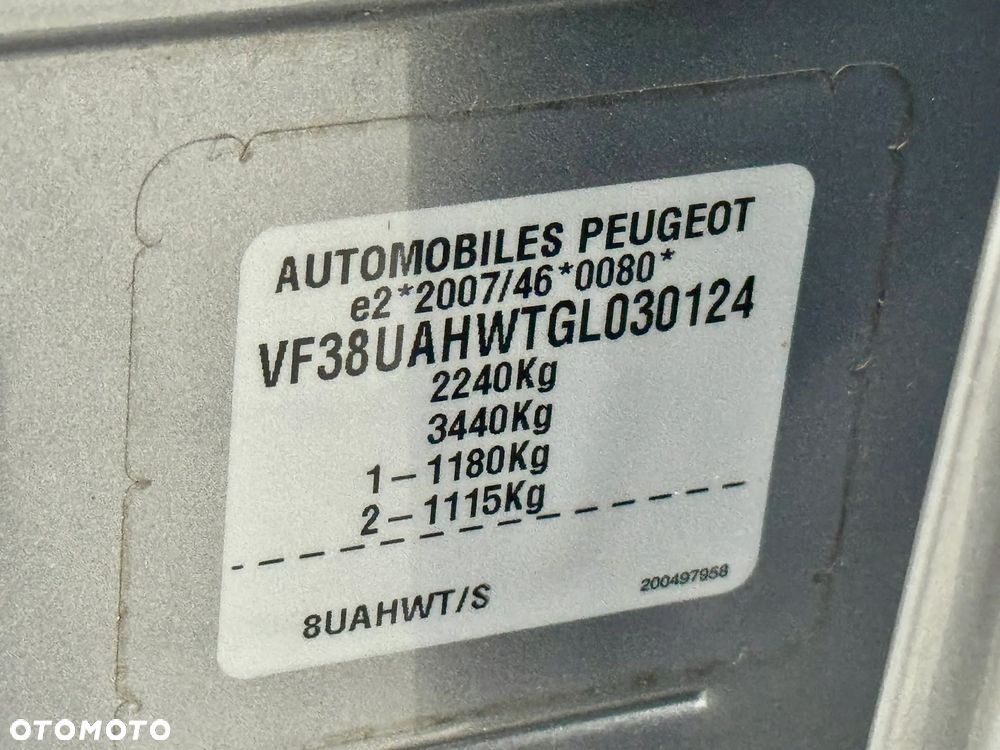 AUTOMOBILES PEUGEOT
e2*2007/46*0080*
VF38UAHWTGL030124
2240Kg
3440Kg
1-1180Kg
2-1115Kg
8UAHWT/S
200497958
OTOMOTO